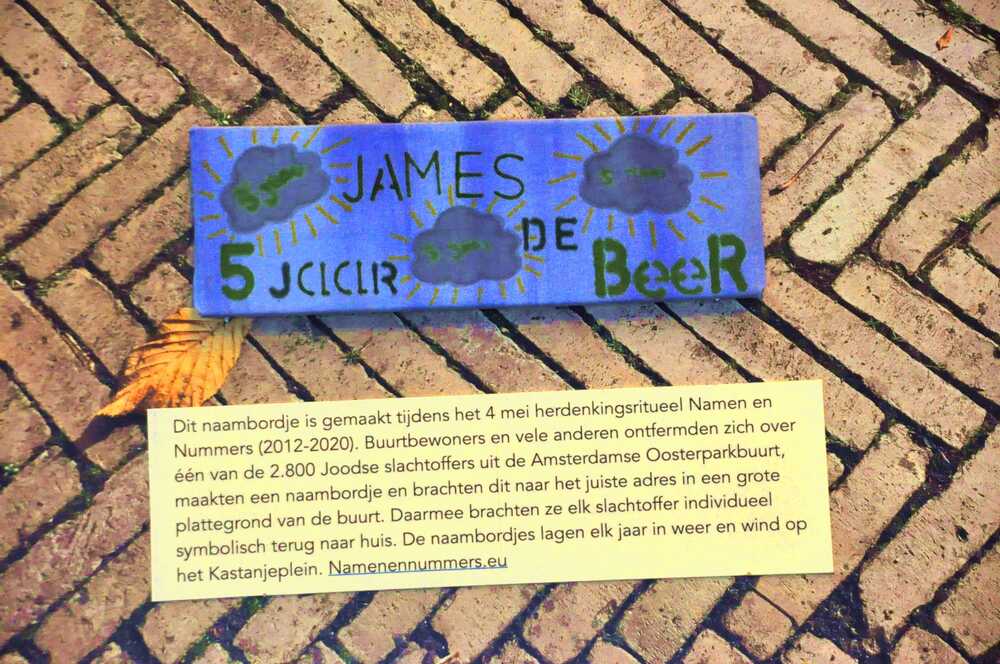 JAMES
DE
5 JCICIR BeeR
Dit naambordje is gemaakt tijdens het 4 mei herdenkingsritueel Namen en
Nummers (2012-2020). Buurtbewoners en vele anderen ontfermden zich over
één van de 2.800 Joodse slachtoffers uit de Amsterdamse Oosterparkbuurt,
maakten een naambordje en brachten dit naar het juiste adres in een grote
plattegrond van de buurt. Daarmee brachten ze elk slachtoffer individueel
symbolisch terug naar huis. De naambordjes lagen elk jaar in weer en wind op
het Kastanjeplein. Namenennummers.eu